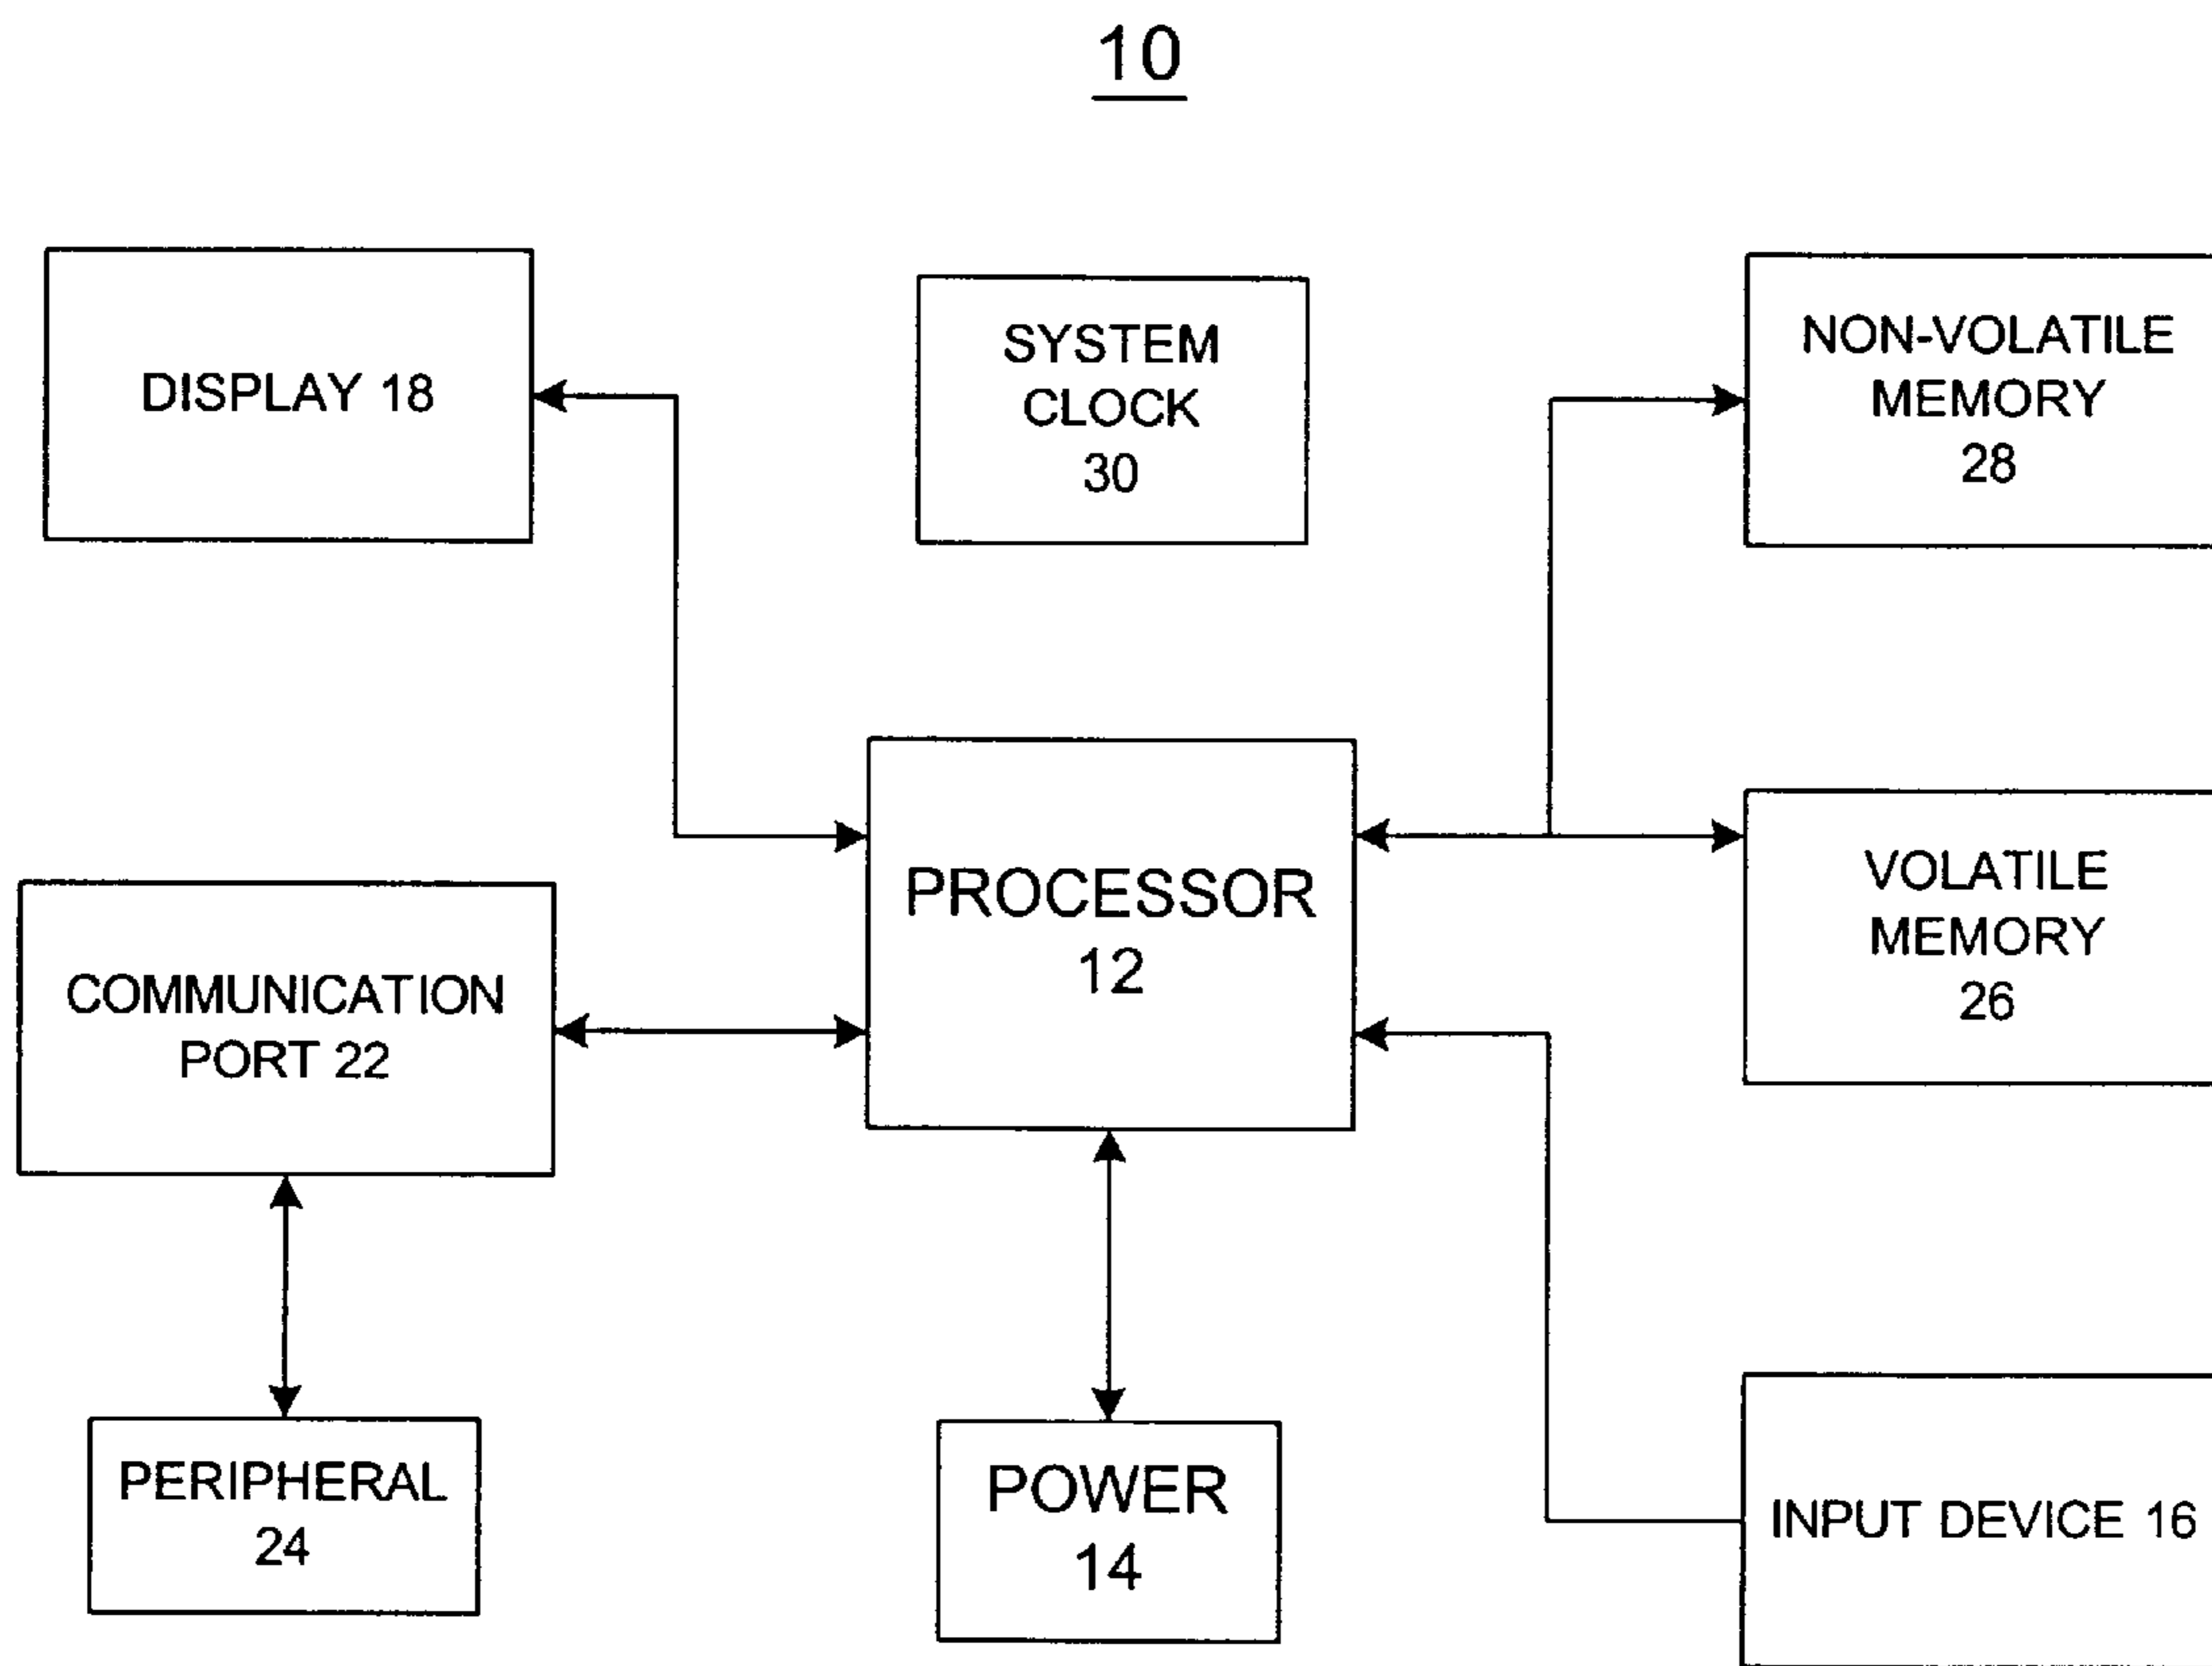 10
DISPLAY 18
SYSTEM
CLOCK
30
NON-VOLATILE
MEMORY
28
PROCESSOR
12
VOLATILE
MEMORY
26
COMMUNICATION
PORT 22
PERIPHERAL
24
POWER
14
INPUT DEVICE 16